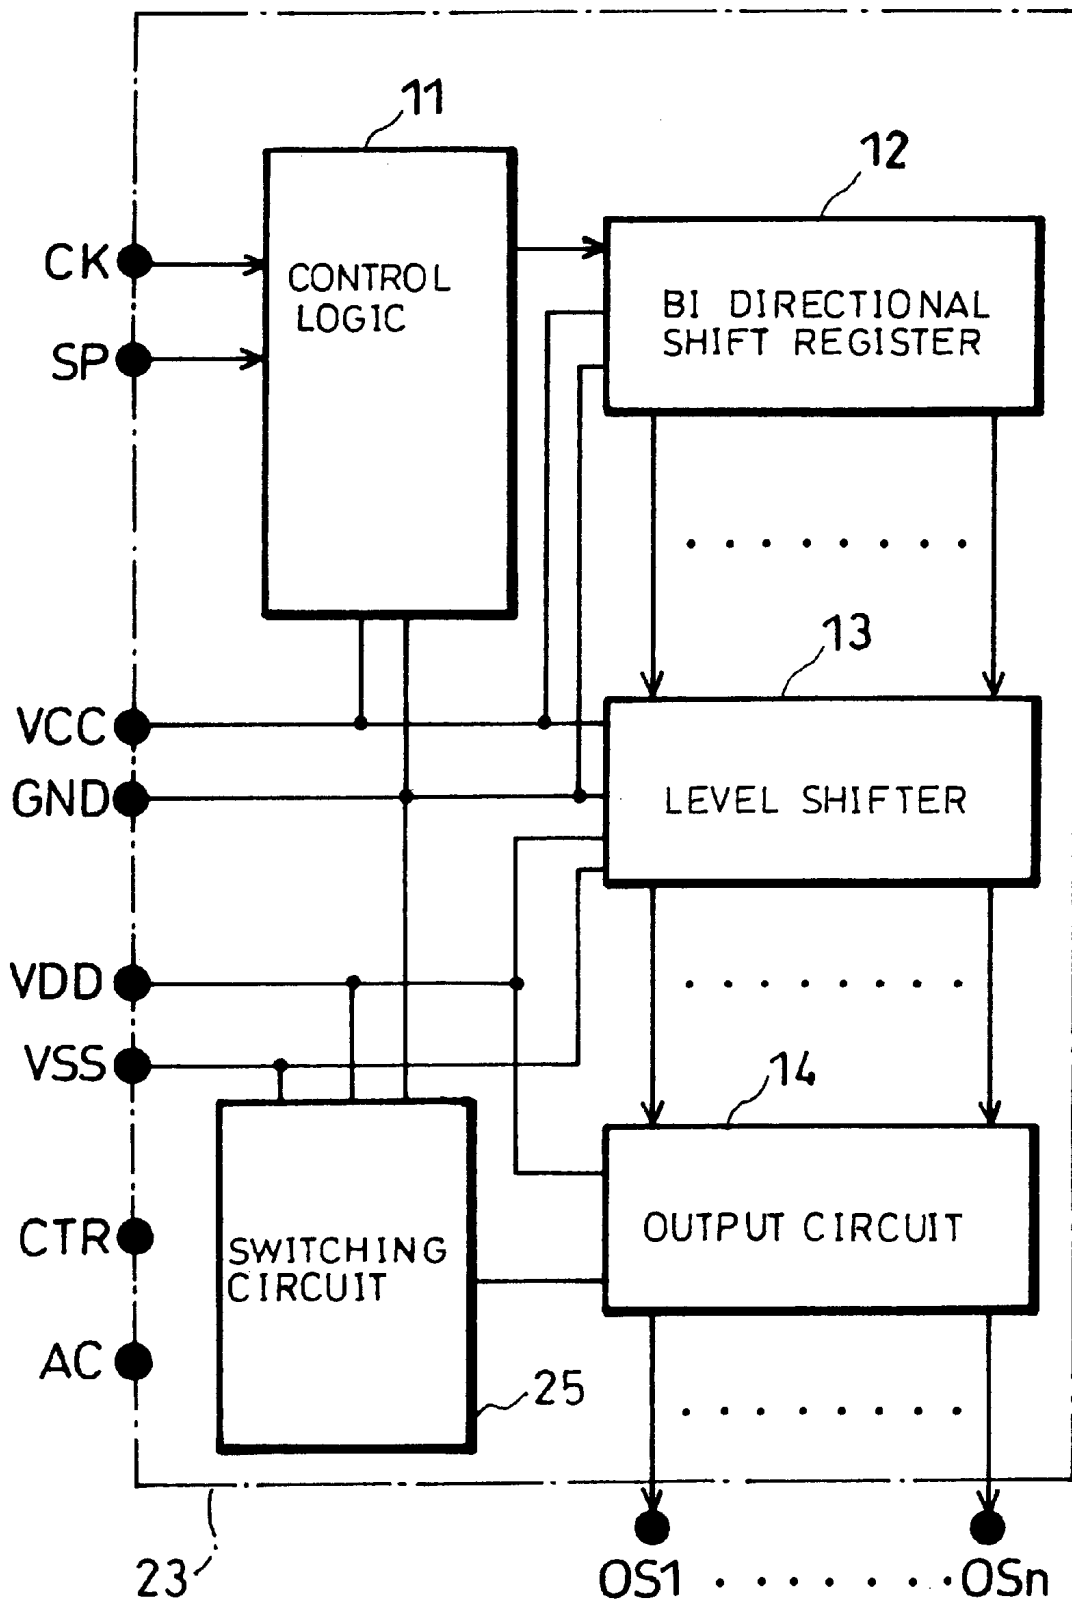 11
12
CK
CONTROL
LOGIC
BI DIRECTIONAL
SHIFT REGISTER
SP
13
VCC
GND
LEVEL SHIFTER
VDD
VSS
14
CTR
SWITCHING
CIRCUIT
OUTPUT CIRCUIT
AC
25
23
OS1 ........ OSn